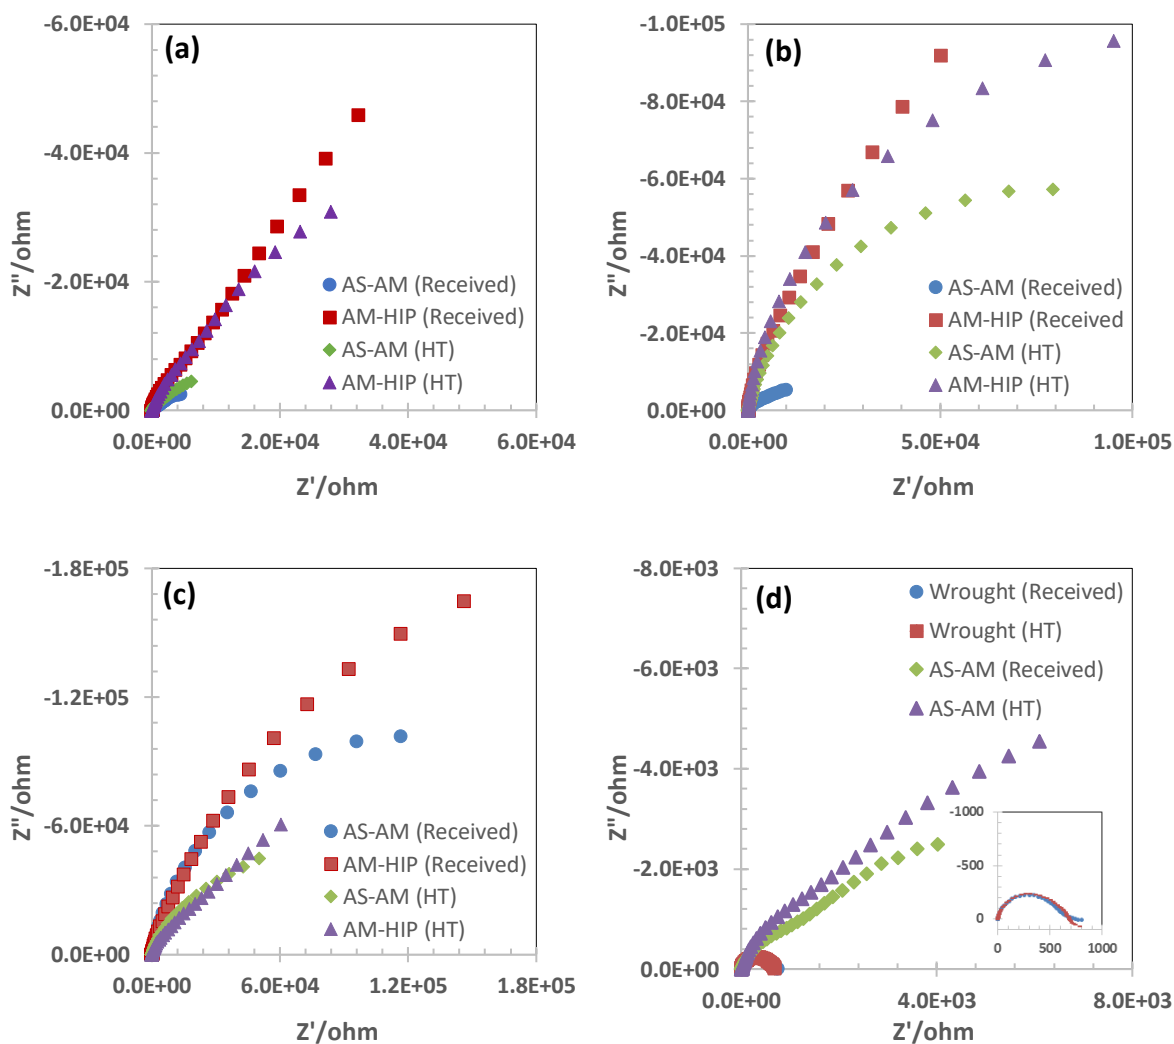 (a)
-6.0E+04
-4.0E+04
-2.0E+04
0.0E+00
Z"/ohm
AS-AM (Received)
AM-HIP (Received)
AS-AM (HT)
AM-HIP (HT)
0.0E+00 2.0E+04 4.0E+04 6.0E+04
Z'/ohm
(b)
-1.0E+05
-8.0E+04
-6.0E+04
-4.0E+04
-2.0E+04
0.0E+00
Z"/ohm
AS-AM (Received)
AM-HIP (Received
AS-AM (HT)
AM-HIP (HT)
0.0E+00 5.0E+04 1.0E+05
Z'/ohm
(c)
-1.8E+05
-1.2E+05
-6.0E+04
0.0E+00
Z"/ohm
AS-AM (Received)
AM-HIP (Received)
AS-AM (HT)
AM-HIP (HT)
0.0E+00 6.0E+04 1.2E+05 1.8E+05
Z'/ohm
(d)
-8.0E+03
-6.0E+03
-4.0E+03
-2.0E+03
0.0E+00
Z"/ohm
Wrought (Received)
Wrought (HT)
AS-AM (Received)
AS-AM (HT)
-1000
-500
0
0 500 1000
0.0E+00 4.0E+03 8.0E+03
Z'/ohm